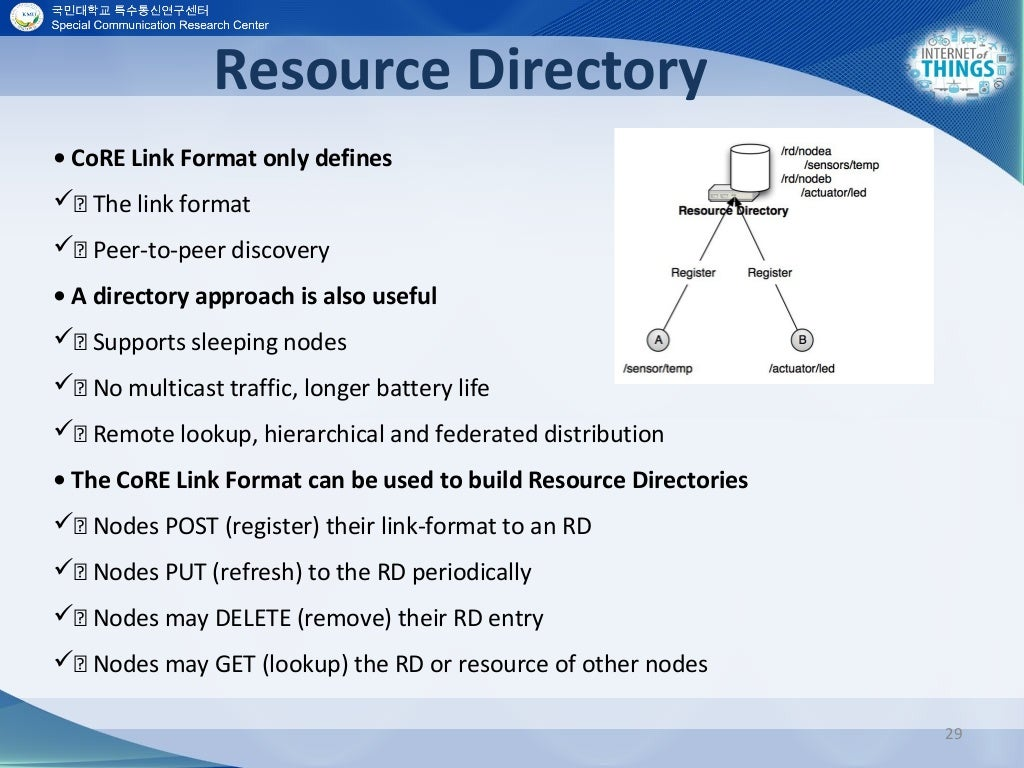 국민대학교 특수통신연구센터
Special Communication Research Center
INTERNET of
THINGS
Resource Directory
• CoRE Link Format only defines
✓ The link format
✓ Peer-to-peer discovery
• A directory approach is also useful
✓ Supports sleeping nodes
✓ No multicast traffic, longer battery life
✓ Remote lookup, hierarchical and federated distribution
• The CoRE Link Format can be used to build Resource Directories
✓ Nodes POST (register) their link-format to an RD
✓ Nodes PUT (refresh) to the RD periodically
✓ Nodes may DELETE (remove) their RD entry
✓ Nodes may GET (lookup) the RD or resource of other nodes
/rd/nodea
/sensors/temp
/rd/nodeb
/actuator/led
Resource Directory
Register Register
A B
/sensor/temp /actuator/led
29